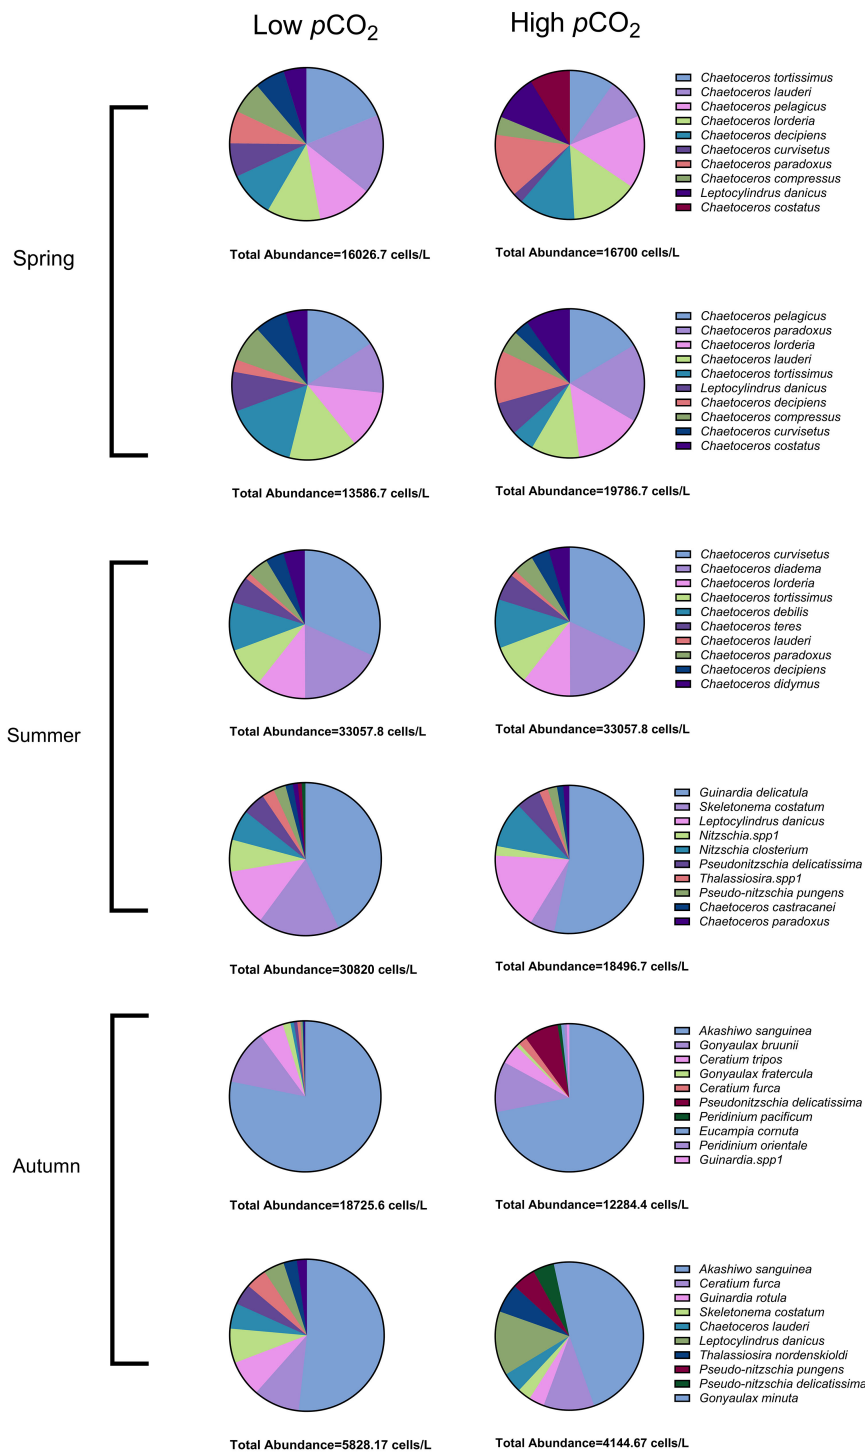 Low pCO2
High pCO2
Spring
Chaetoceros tortissimus
Chaetoceros lauderi
Chaetoceros pelagicus
Chaetoceros lorderia
Chaetoceros decipiens
Chaetoceros curvisetus
Chaetoceros paradoxus
Chaetoceros compressus
Leptocylindrus danicus
Chaetoceros costatus
Total Abundance=16026.7 cells/L
Total Abundance=16700 cells/L
Chaetoceros pelagicus
Chaetoceros paradoxus
Chaetoceros lorderia
Chaetoceros lauderi
Chaetoceros tortissimus
Leptocylindrus danicus
Chaetoceros decipiens
Chaetoceros compressus
Chaetoceros curvisetus
Chaetoceros costatus
Total Abundance=13586.7 cells/L
Total Abundance=19786.7 cells/L
Summer
Chaetoceros curvisetus
Chaetoceros diadema
Chaetoceros lorderia
Chaetoceros tortissimus
Chaetoceros debilis
Chaetoceros teres
Chaetoceros lauderi
Chaetoceros paradoxus
Chaetoceros decipiens
Chaetoceros didymus
Total Abundance=33057.8 cells/L
Total Abundance=33057.8 cells/L
Guinardia delicatula
Skeletonema costatum
Leptocylindrus danicus
Nitzschia.spp1
Nitzschia closterium
Pseudonitzschia delicatissima
Thalassiosira.spp1
Pseudo-nitzschia pungens
Chaetoceros castracanei
Chaetoceros paradoxus
Total Abundance=30820 cells/L
Total Abundance=18496.7 cells/L
Autumn
Akashiwo sanguinea
Gonyaulax bruunii
Ceratium tripos
Gonyaulax fratercula
Ceratium furca
Pseudonitzschia delicatissima
Peridinium pacificum
Eucampia cornuta
Peridinium orientale
Guinardia.spp1
Total Abundance=18725.6 cells/L
Total Abundance=12284.4 cells/L
Akashiwo sanguinea
Ceratium furca
Guinardia rotula
Skeletonema costatum
Chaetoceros lauderi
Leptocylindrus danicus
Thalassiosira nordenskioldi
Pseudo-nitzschia pungens
Pseudo-nitzschia delicatissima
Gonyaulax minuta
Total Abundance=5828.17 cells/L
Total Abundance=4144.67 cells/L